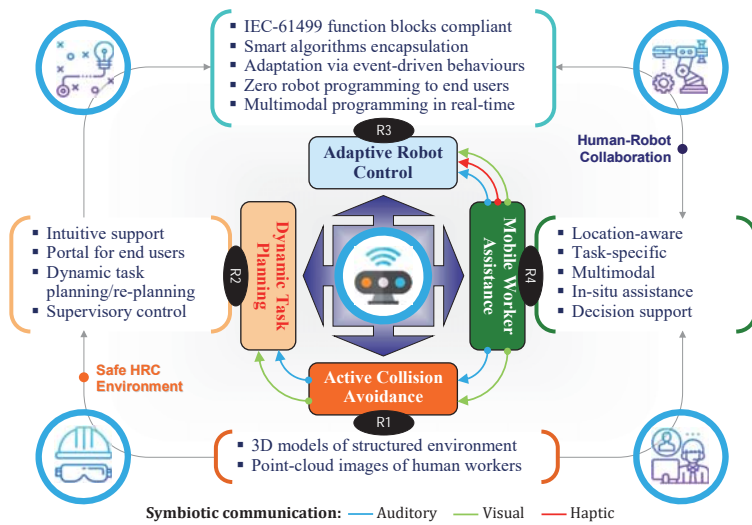 ▪ IEC-61499 function blocks compliant
▪ Smart algorithms encapsulation
▪ Adaptation via event-driven behaviours
▪ Zero robot programming to end users
▪ Multimodal programming in real-time
R3
Adaptive Robot
Control
Human-Robot
Collaboration
▪ Intuitive support
▪ Portal for end users
▪ Dynamic task
planning/re-planning
▪ Supervisory control
R2
Dynamic Task
Planning
Mobile Worker
Assistance
R4
▪ Location-aware
▪ Task-specific
▪ Multimodal
▪ In-situ assistance
▪ Decision support
Safe HRC
Environment
Active Collision
Avoidance
R1
▪ 3D models of structured environment
▪ Point-cloud images of human workers
Symbiotic communication: Auditory Visual Haptic